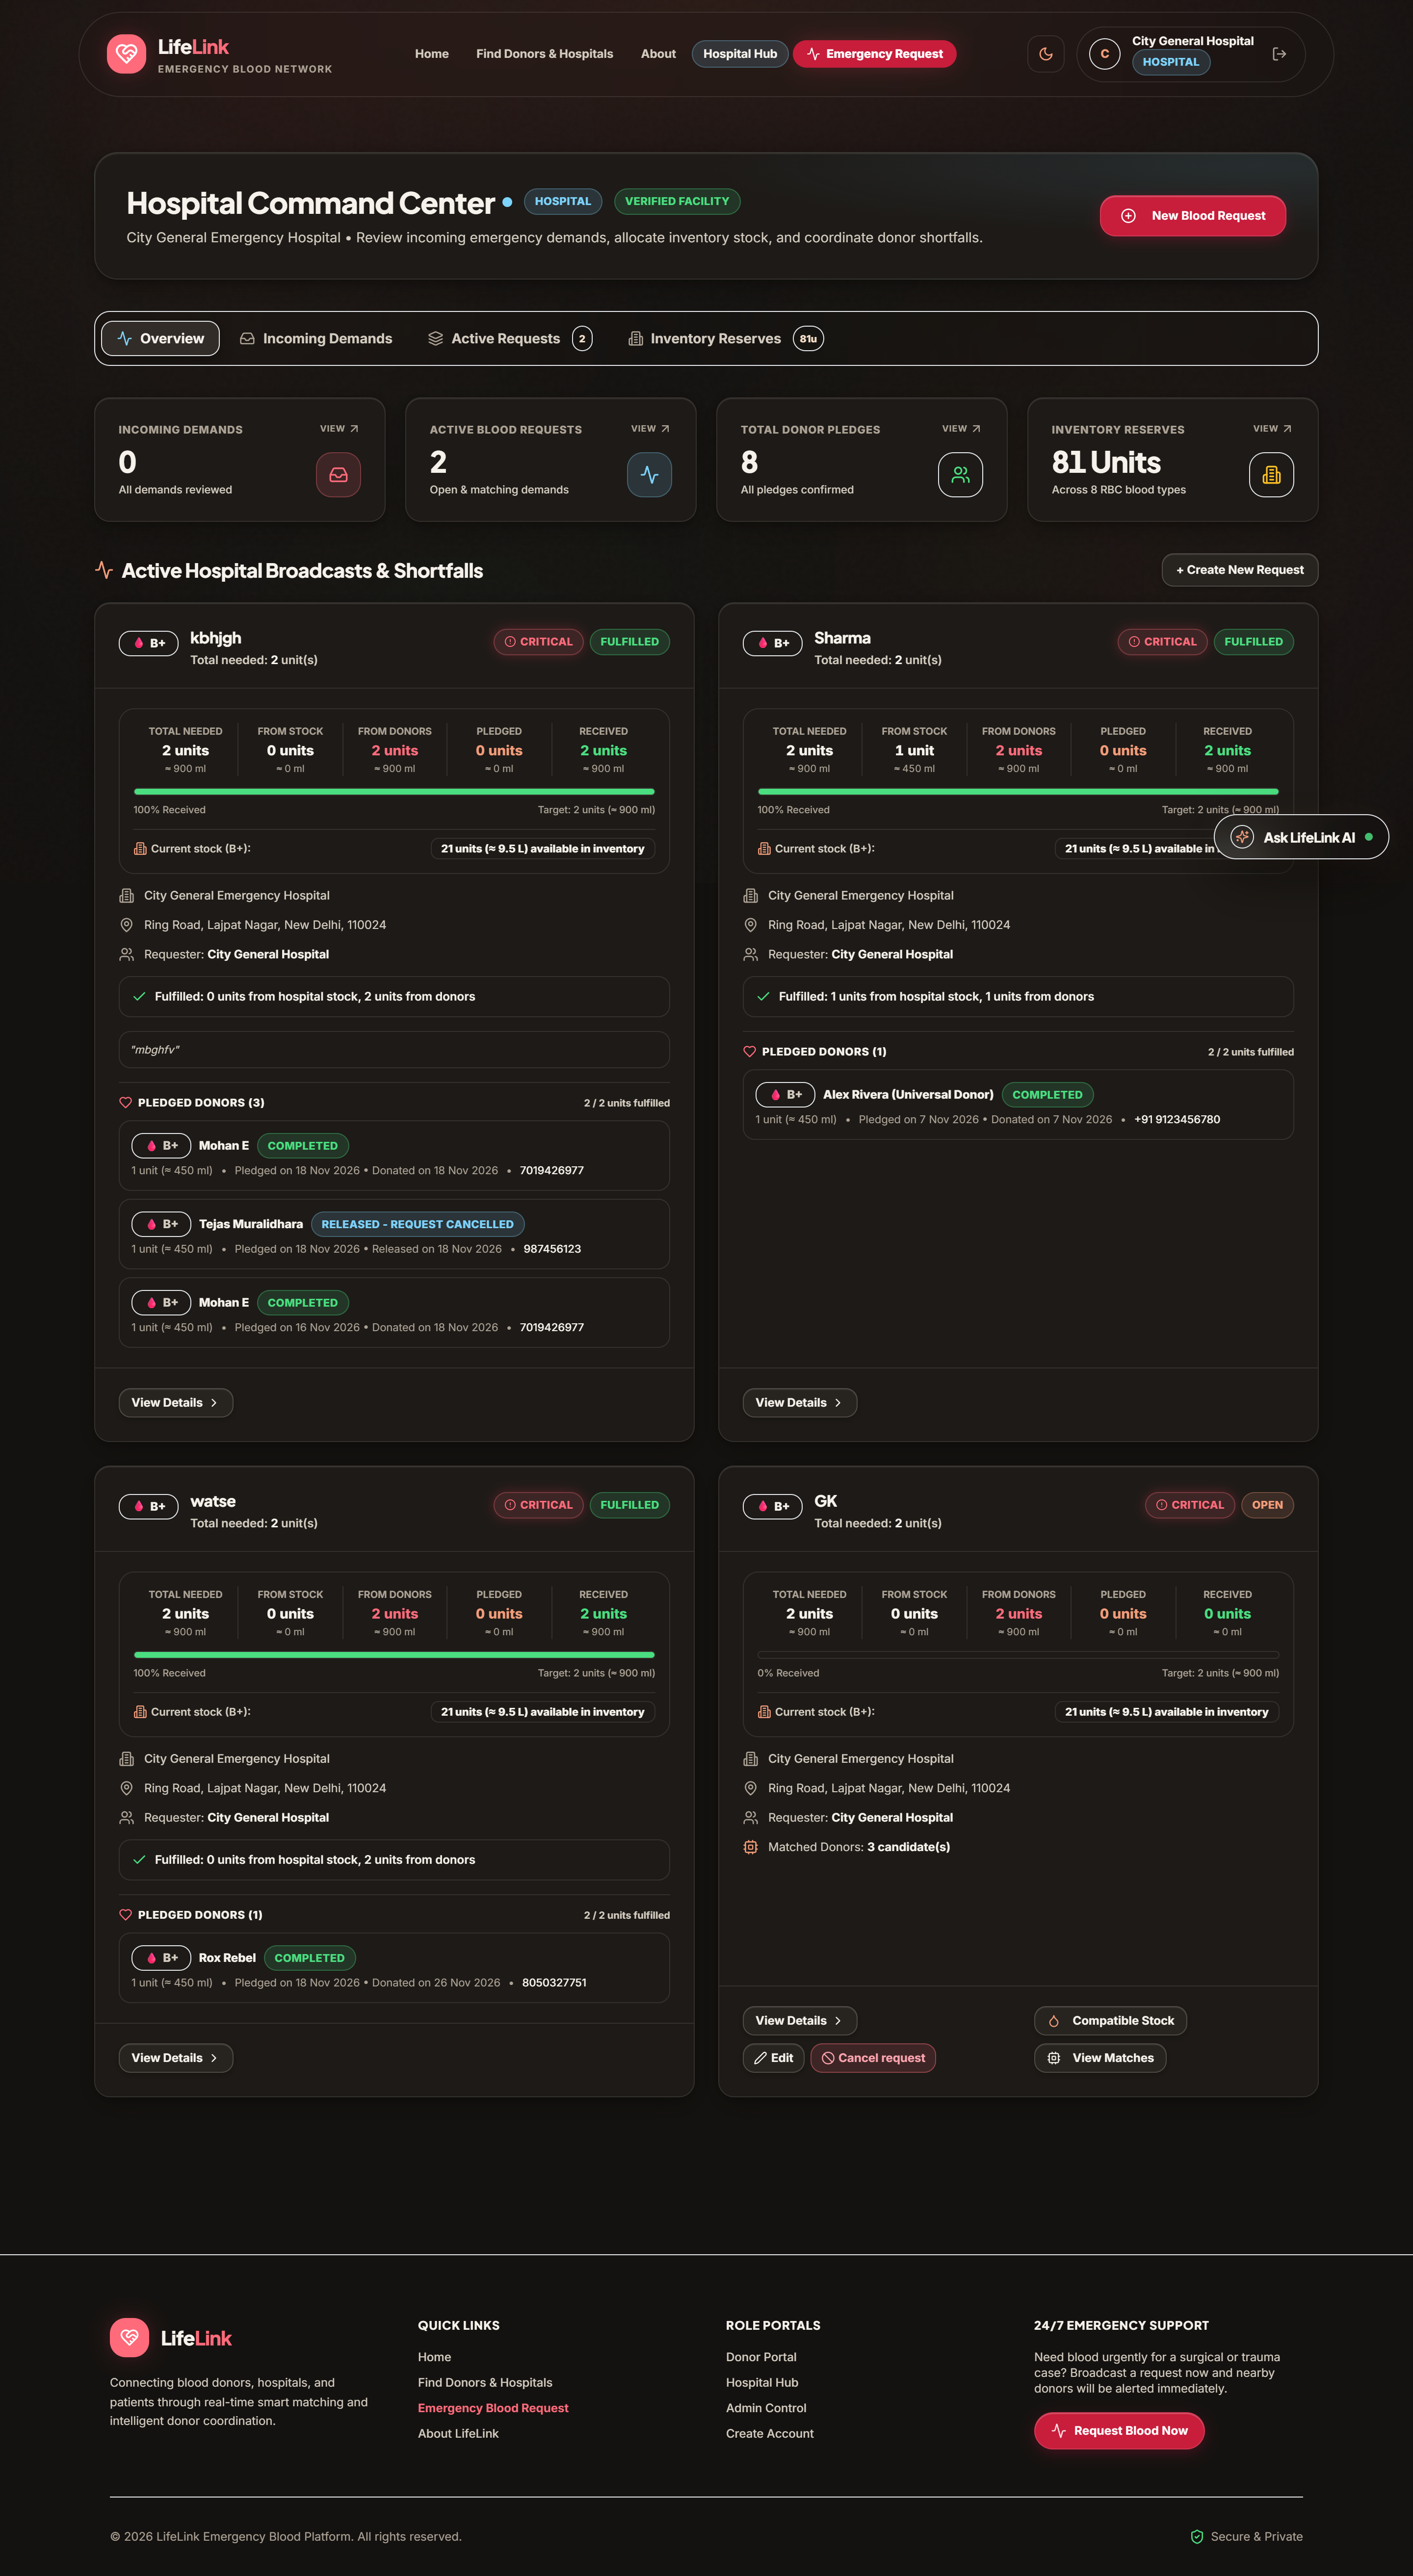 LifeLink
EMERGENCY BLOOD NETWORK
Home
Find Donors & Hospitals
About
Hospital Hub
Emergency Request
C
City General Hospital
HOSPITAL
Hospital Command Center
HOSPITAL
VERIFIED FACILITY
City General Emergency Hospital • Review incoming emergency demands, allocate inventory stock, and coordinate donor shortfalls.
New Blood Request
Overview
Incoming Demands
Active Requests 2
Inventory Reserves 81u
INCOMING DEMANDS
VIEW
0
All demands reviewed
ACTIVE BLOOD REQUESTS
VIEW
2
Open & matching demands
TOTAL DONOR PLEDGES
VIEW
8
All pledges confirmed
INVENTORY RESERVES
VIEW
81 Units
Across 8 RBC blood types
Active Hospital Broadcasts & Shortfalls
+ Create New Request
B+
kbhjgh
Total needed: 2 unit(s)
CRITICAL
FULFILLED
TOTAL NEEDED
2 units
≈ 900 ml
FROM STOCK
0 units
≈ 0 ml
FROM DONORS
2 units
≈ 900 ml
PLEDGED
0 units
≈ 0 ml
RECEIVED
2 units
≈ 900 ml
100% Received
Target: 2 units (≈ 900 ml)
Current stock (B+):
21 units (≈ 9.5 L) available in inventory
City General Emergency Hospital
Ring Road, Lajpat Nagar, New Delhi, 110024
Requester: City General Hospital
Fulfilled: 0 units from hospital stock, 2 units from donors
"mbghfv"
PLEDGED DONORS (3)
2 / 2 units fulfilled
B+ Mohan E COMPLETED
1 unit (≈ 450 ml) • Pledged on 18 Nov 2026 • Donated on 18 Nov 2026 • 7019426977
B+ Tejas Muralidhara RELEASED - REQUEST CANCELLED
1 unit (≈ 450 ml) • Pledged on 18 Nov 2026 • Released on 18 Nov 2026 • 987456123
B+ Mohan E COMPLETED
1 unit (≈ 450 ml) • Pledged on 16 Nov 2026 • Donated on 18 Nov 2026 • 7019426977
View Details
B+
Sharma
Total needed: 2 unit(s)
CRITICAL
FULFILLED
TOTAL NEEDED
2 units
≈ 900 ml
FROM STOCK
1 unit
≈ 450 ml
FROM DONORS
2 units
≈ 900 ml
PLEDGED
0 units
≈ 0 ml
RECEIVED
2 units
≈ 900 ml
100% Received
Target: 2 units (≈ 900 ml)
Current stock (B+):
21 units (≈ 9.5 L) available in
Ask LifeLink AI
City General Emergency Hospital
Ring Road, Lajpat Nagar, New Delhi, 110024
Requester: City General Hospital
Fulfilled: 1 units from hospital stock, 1 units from donors
PLEDGED DONORS (1)
2 / 2 units fulfilled
B+ Alex Rivera (Universal Donor) COMPLETED
1 unit (≈ 450 ml) • Pledged on 7 Nov 2026 • Donated on 7 Nov 2026 • +91 9123456780
View Details
B+
watse
Total needed: 2 unit(s)
CRITICAL
FULFILLED
TOTAL NEEDED
2 units
≈ 900 ml
FROM STOCK
0 units
≈ 0 ml
FROM DONORS
2 units
≈ 900 ml
PLEDGED
0 units
≈ 0 ml
RECEIVED
2 units
≈ 900 ml
100% Received
Target: 2 units (≈ 900 ml)
Current stock (B+):
21 units (≈ 9.5 L) available in inventory
City General Emergency Hospital
Ring Road, Lajpat Nagar, New Delhi, 110024
Requester: City General Hospital
Fulfilled: 0 units from hospital stock, 2 units from donors
PLEDGED DONORS (1)
2 / 2 units fulfilled
B+ Rox Rebel COMPLETED
1 unit (≈ 450 ml) • Pledged on 18 Nov 2026 • Donated on 26 Nov 2026 • 8050327751
View Details
B+
GK
Total needed: 2 unit(s)
CRITICAL
OPEN
TOTAL NEEDED
2 units
≈ 900 ml
FROM STOCK
0 units
≈ 0 ml
FROM DONORS
2 units
≈ 900 ml
PLEDGED
0 units
≈ 0 ml
RECEIVED
0 units
≈ 0 ml
0% Received
Target: 2 units (≈ 900 ml)
Current stock (B+):
21 units (≈ 9.5 L) available in inventory
City General Emergency Hospital
Ring Road, Lajpat Nagar, New Delhi, 110024
Requester: City General Hospital
Matched Donors: 3 candidate(s)
View Details
Compatible Stock
Edit
Cancel request
View Matches
LifeLink
Connecting blood donors, hospitals, and
patients through real-time smart matching and
intelligent donor coordination.
QUICK LINKS
Home
Find Donors & Hospitals
Emergency Blood Request
About LifeLink
ROLE PORTALS
Donor Portal
Hospital Hub
Admin Control
Create Account
24/7 EMERGENCY SUPPORT
Need blood urgently for a surgical or trauma
case? Broadcast a request now and nearby
donors will be alerted immediately.
Request Blood Now
© 2026 LifeLink Emergency Blood Platform. All rights reserved.
Secure & Private